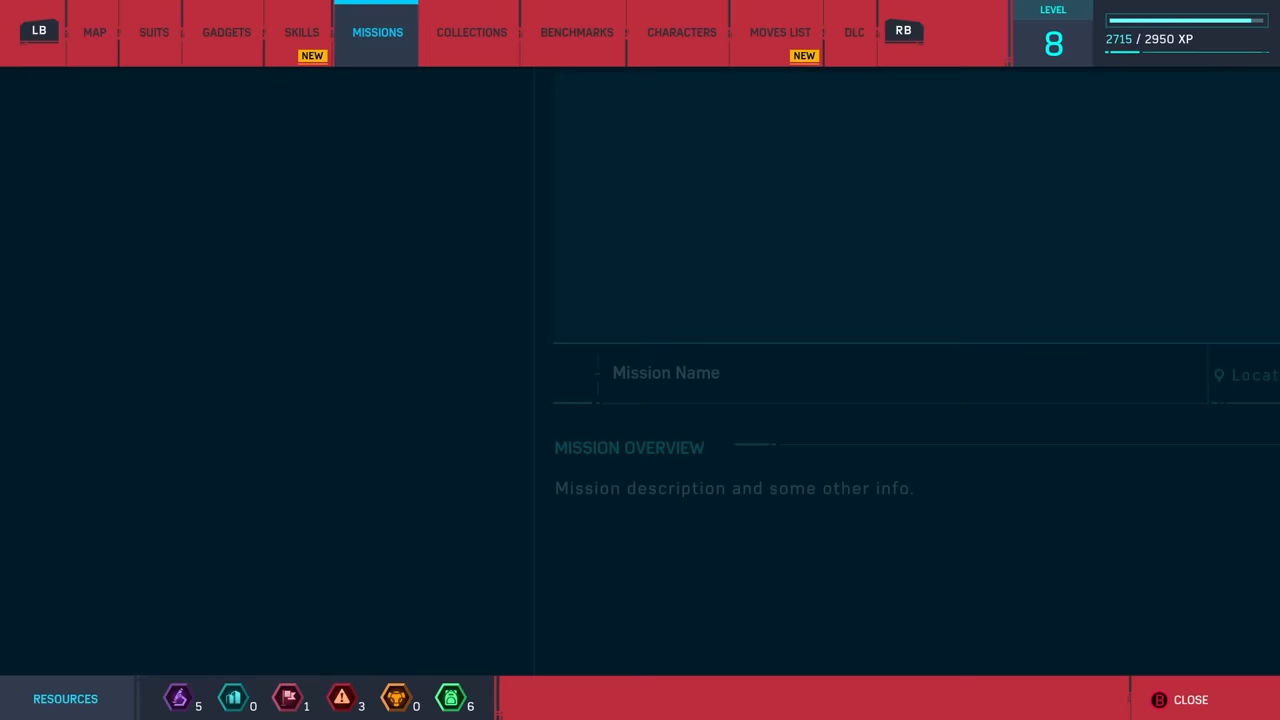 LB MAP SUITS GADGETS SKILLS MISSIONS COLLECTIONS BENCHMARKS CHARACTERS MOVES LIST DLC RB
NEW NEW
LEVEL
8
2715 / 2950 XP
Mission Name
Locat
MISSION OVERVIEW
Mission description and some other info.
RESOURCES 5 0 1 3 0 6
B CLOSE